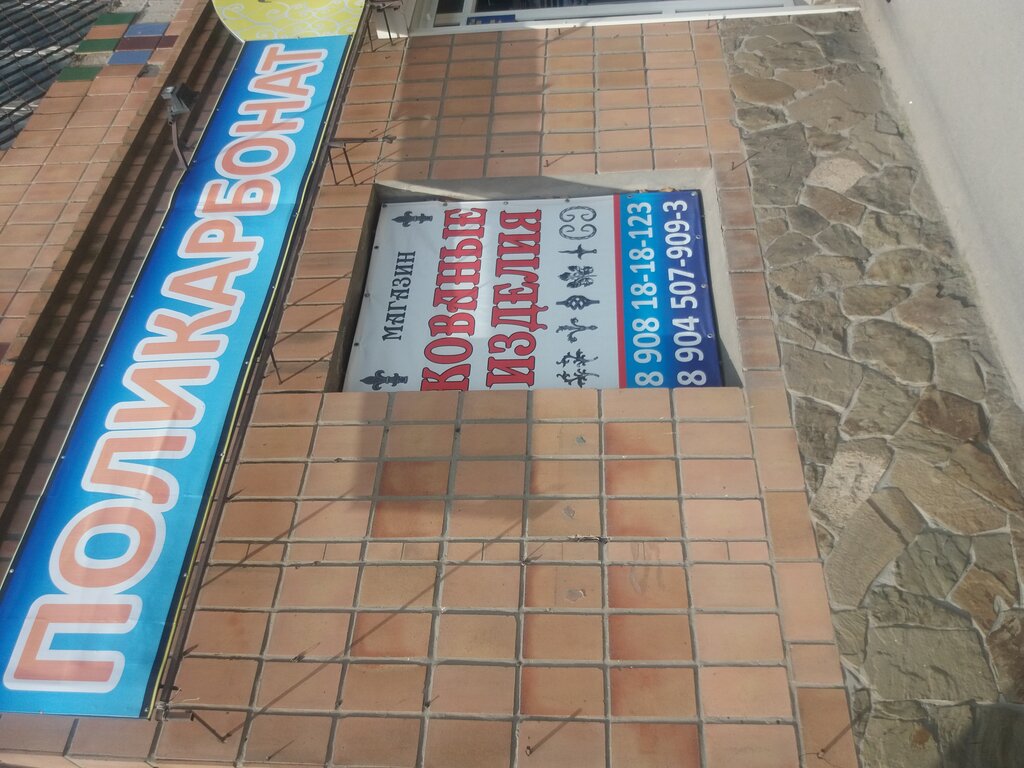 ПОЛИКАРБОНАТ
МАГАЗИН
КОВАНЫЕ
ИЗДЕЛИЯ
8 908 18-18-123
8 904 507-909-3